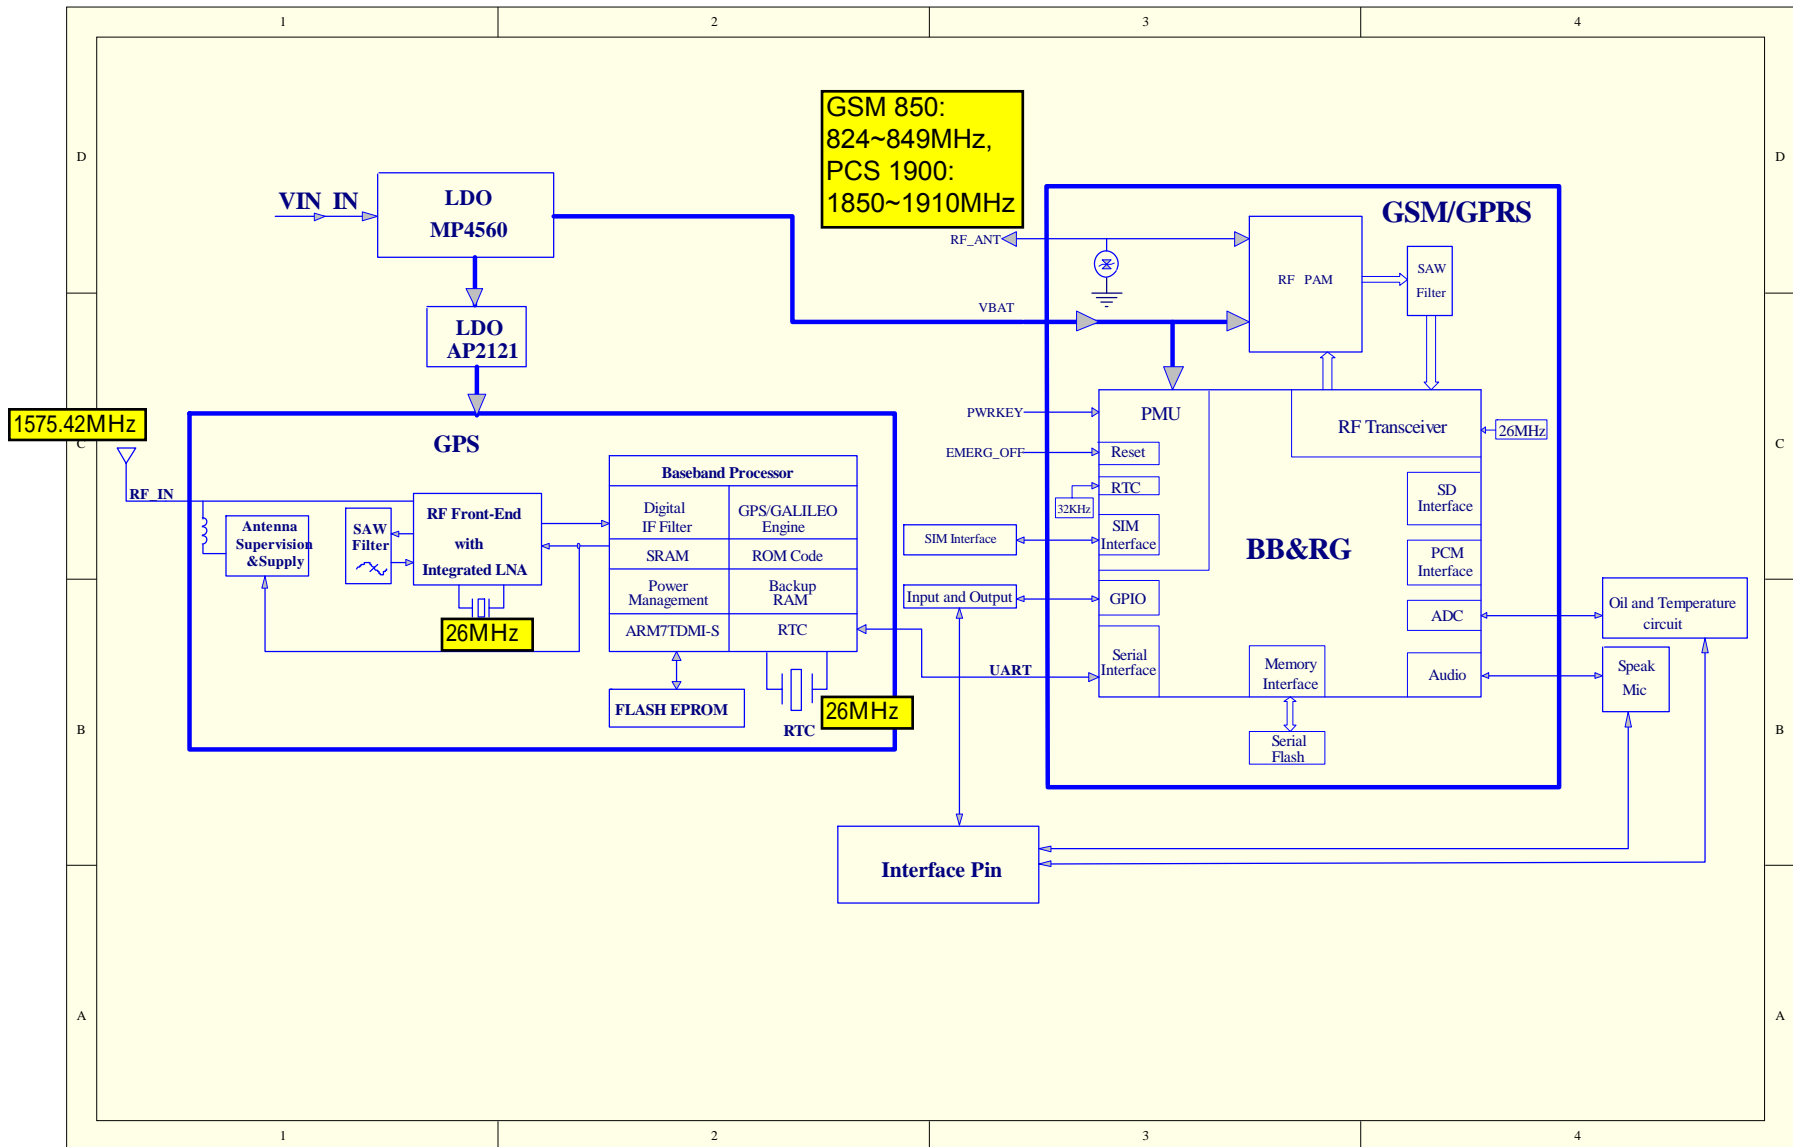 1
2
3
4
D
D
GSM 850:
824~849MHz,
PCS 1900:
1850~1910MHz
VIN IN
LDO
MP4560
GSM/GPRS
RF_ANT
RF PAM
SAW
Filter
VBAT
LDO
AP2121
1575.42MHz
C
C
GPS
PWRKEY
PMU
RF Transceiver
26MHz
EMERG_OFF
Reset
RTC
32KHz
SD
Interface
Baseband Processor
Digital
IF Filter
GPS/GALILEO
Engine
SRAM
ROM Code
Power
Management
Backup
RAM
ARM7TDMI-S
RTC
RF_IN
Antenna
Supervision
&Supply
SAW
Filter
RF Front-End
with
Integrated LNA
26MHz
SIM Interface
SIM
Interface
BB&RG
PCM
Interface
Input and Output
GPIO
ADC
Oil and Temperature
circuit
UART
Serial
Interface
Memory
Interface
Audio
Speak
Mic
FLASH EPROM
RTC
26MHz
B
B
Serial
Flash
Interface Pin
A
A
1
2
3
4